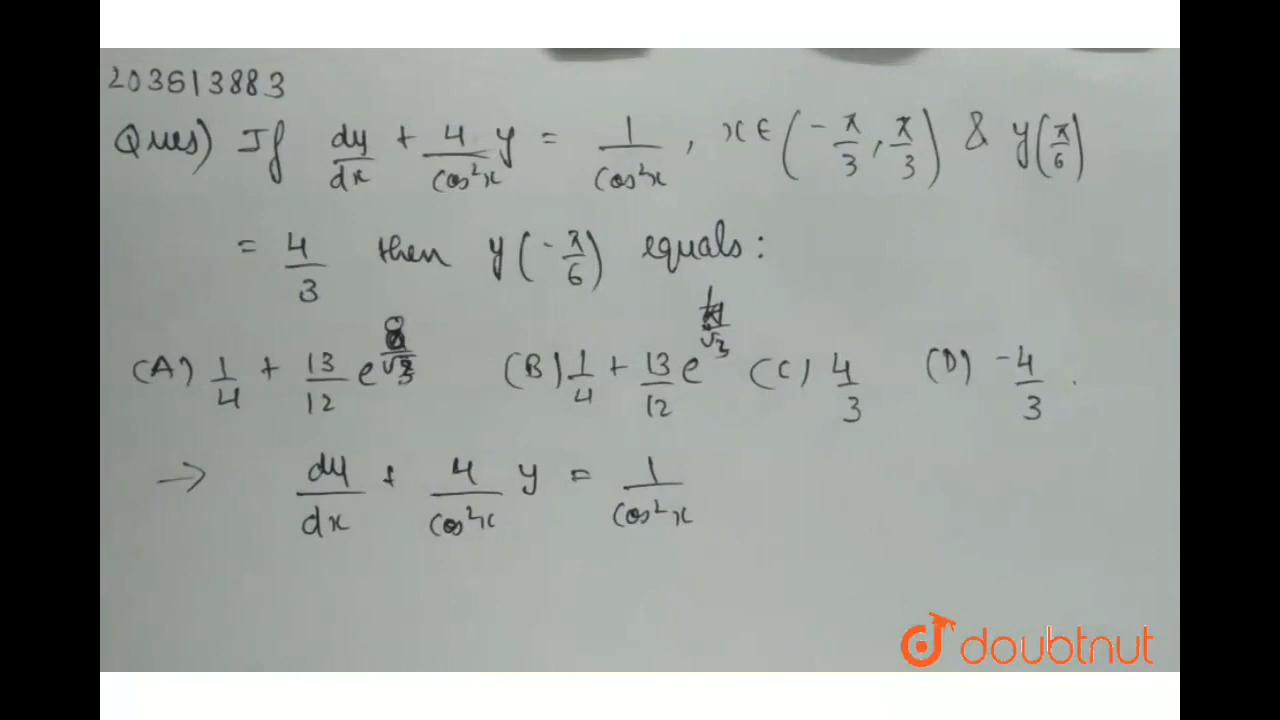 203613883
Ques) If dy/dx + 4/cos²x y = 1/cos²x , x ∈ (-π/3, π/3) & y(π/6)
= 4/3 then y(-π/6) equals:
(A) 1/4 + 13/12 e^(8/√3) (B) 1/4 + 13/12 e^(1/√3) (C) 4/3 (D) -4/3 .
→ dy/dx + 4/cos²x y = 1/cos²x
doubtnut